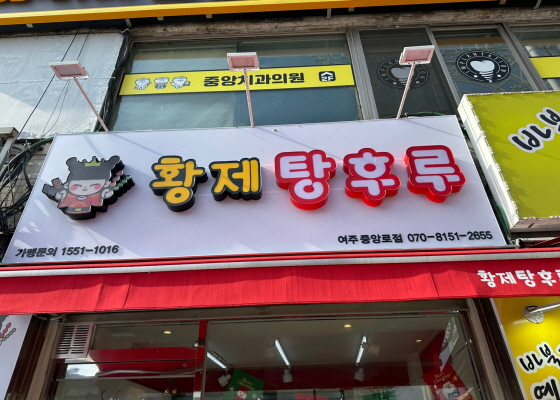 중앙치과의원
황제탕후루
가맹문의 1551-1016
여주 중앙로점 070-8151-2655
황제탕후루